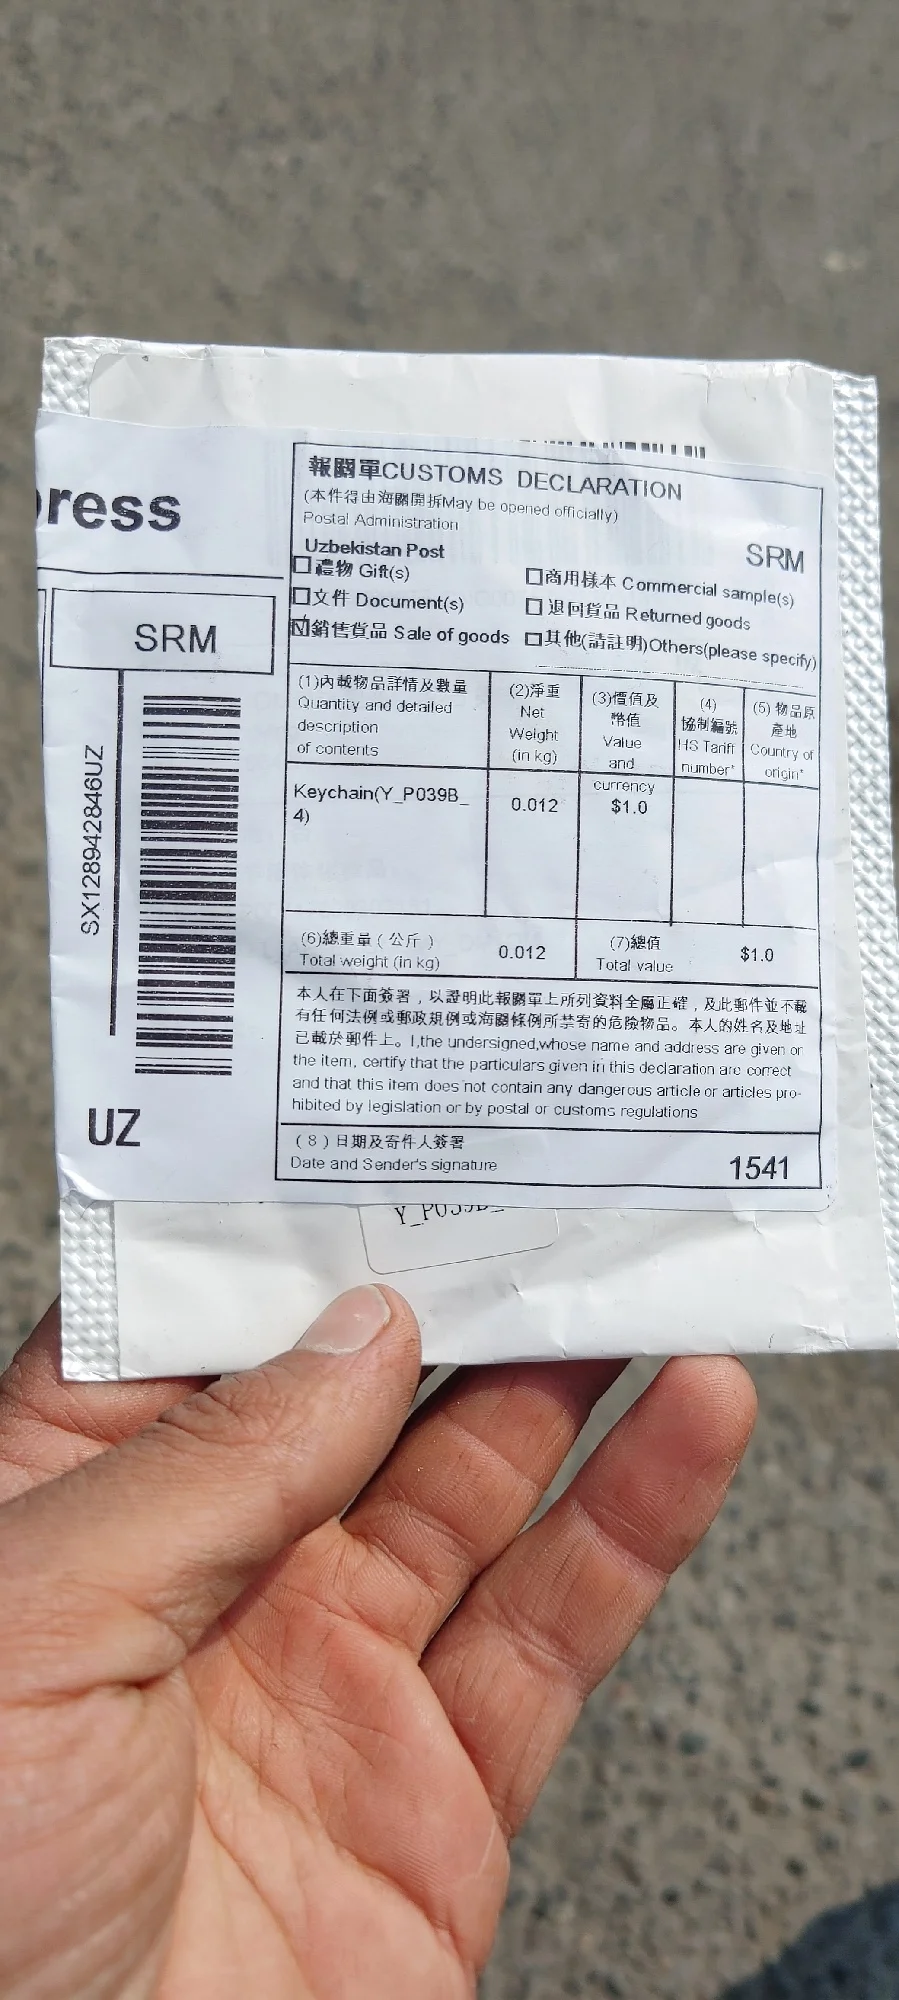 ress
SRM
SX128942846UZ
UZ
報關單CUSTOMS DECLARATION
(本件得由海關開拆May be opened officially)
Postal Administration
Uzbekistan Post
SRM
禮物 Gift(s)
商用樣本 Commercial sample(s)
文件 Document(s)
退回貨品 Returned goods
銷售貨品 Sale of goods
其他(請註明)Others(please specify)
(1)內載物品詳情及數量
Quantity and detailed
description
of contents
(2)淨重
Net
Weight
(in kg)
(3)價值及
幣值
Value
and
currency
(4)
協制編號
HS Tariff
number*
(5) 物品原
產地
Country of
origin*
Keychain(Y_P039B_
4)
0.012
$1.0
(6)總重量 ( 公斤 )
Total weight (in kg)
0.012
(7)總值
Total value
$1.0
本人在下面簽署 , 以證明此報關單上所列資料全屬正確 , 及此郵件並不載
有任何法例或郵政規例或海關條例所禁寄的危險物品。本人的姓名及地址
已載於郵件上。I,the undersigned,whose name and address are given on
the item, certify that the particulars given in this declaration are correct
and that this item does not contain any dangerous article or articles pro-
hibited by legislation or by postal or customs regulations
( 8 ) 日期及寄件人簽署
Date and Sender's signature
1541